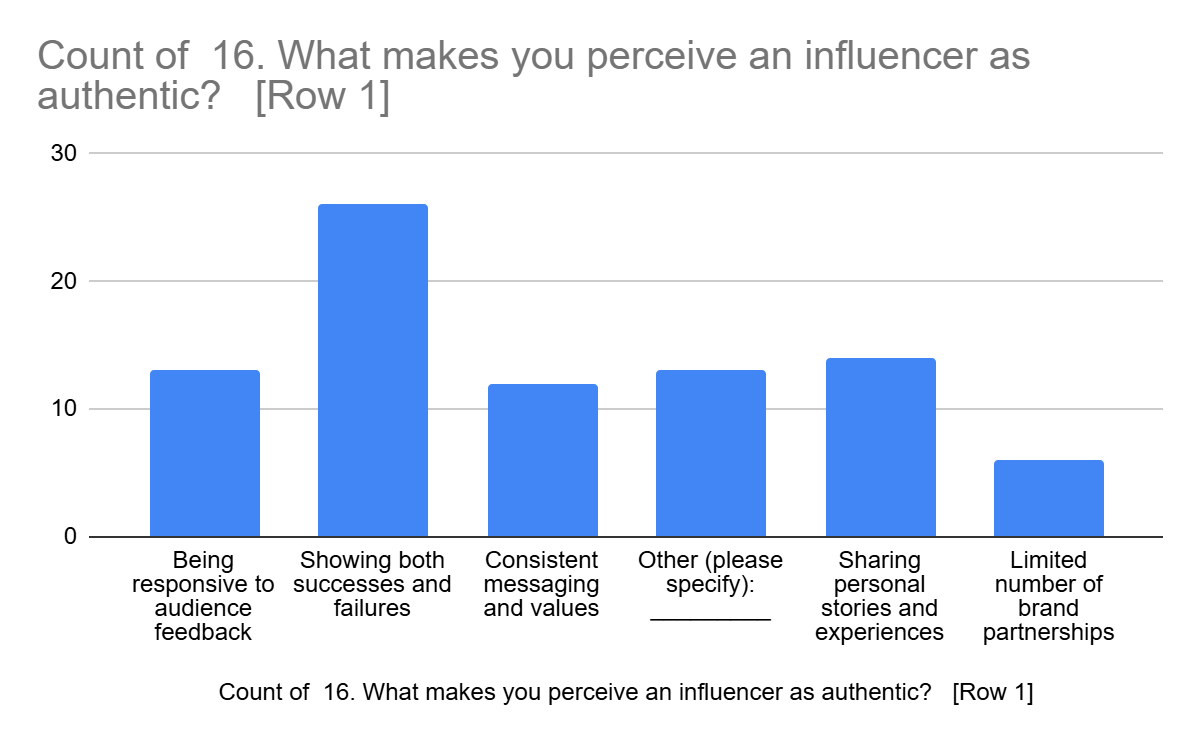 Count of  16. What makes you perceive an influencer as
authentic?   [Row 1]
30
20
10
0
Being
responsive to
audience
feedback
Showing both
successes and
failures
Consistent
messaging
and values
Other (please
specify):
__________
Sharing
personal
stories and
experiences
Limited
number of
brand
partnerships
Count of  16. What makes you perceive an influencer as authentic?   [Row 1]